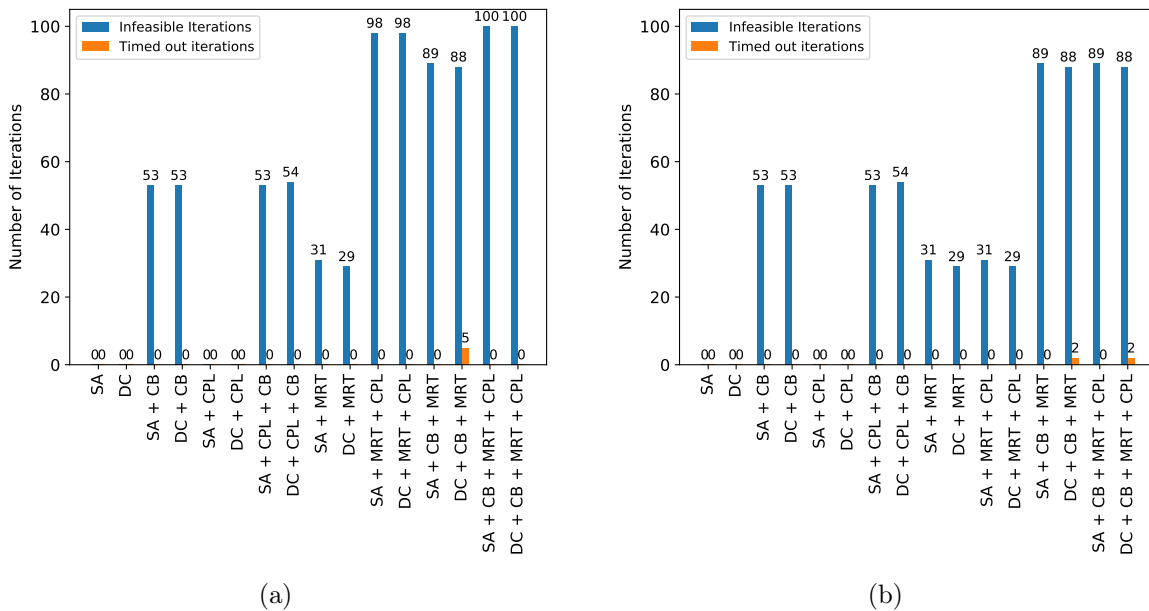 Infeasible Iterations
Timed out iterations
Number of Iterations
100
80
60
40
20
0
00 00 53 0 53 0 00 00 53 0 54 0 31 0 29 0 98 0 98 0 89 0 88 5 100 0 100 0
SA
DC
SA + CB
DC + CB
SA + CPL
DC + CPL
SA + CPL + CB
DC + CPL + CB
SA + MRT
DC + MRT
SA + MRT + CPL
DC + MRT + CPL
SA + CB + MRT
DC + CB + MRT
SA + CB + MRT + CPL
DC + CB + MRT + CPL
(a)
Infeasible Iterations
Timed out iterations
Number of Iterations
100
80
60
40
20
0
00 00 53 0 53 0 00 00 53 0 54 0 31 0 29 0 31 0 29 0 89 0 88 2 89 0 88 2
SA
DC
SA + CB
DC + CB
SA + CPL
DC + CPL
SA + CPL + CB
DC + CPL + CB
SA + MRT
DC + MRT
SA + MRT + CPL
DC + MRT + CPL
SA + CB + MRT
DC + CB + MRT
SA + CB + MRT + CPL
DC + CB + MRT + CPL
(b)